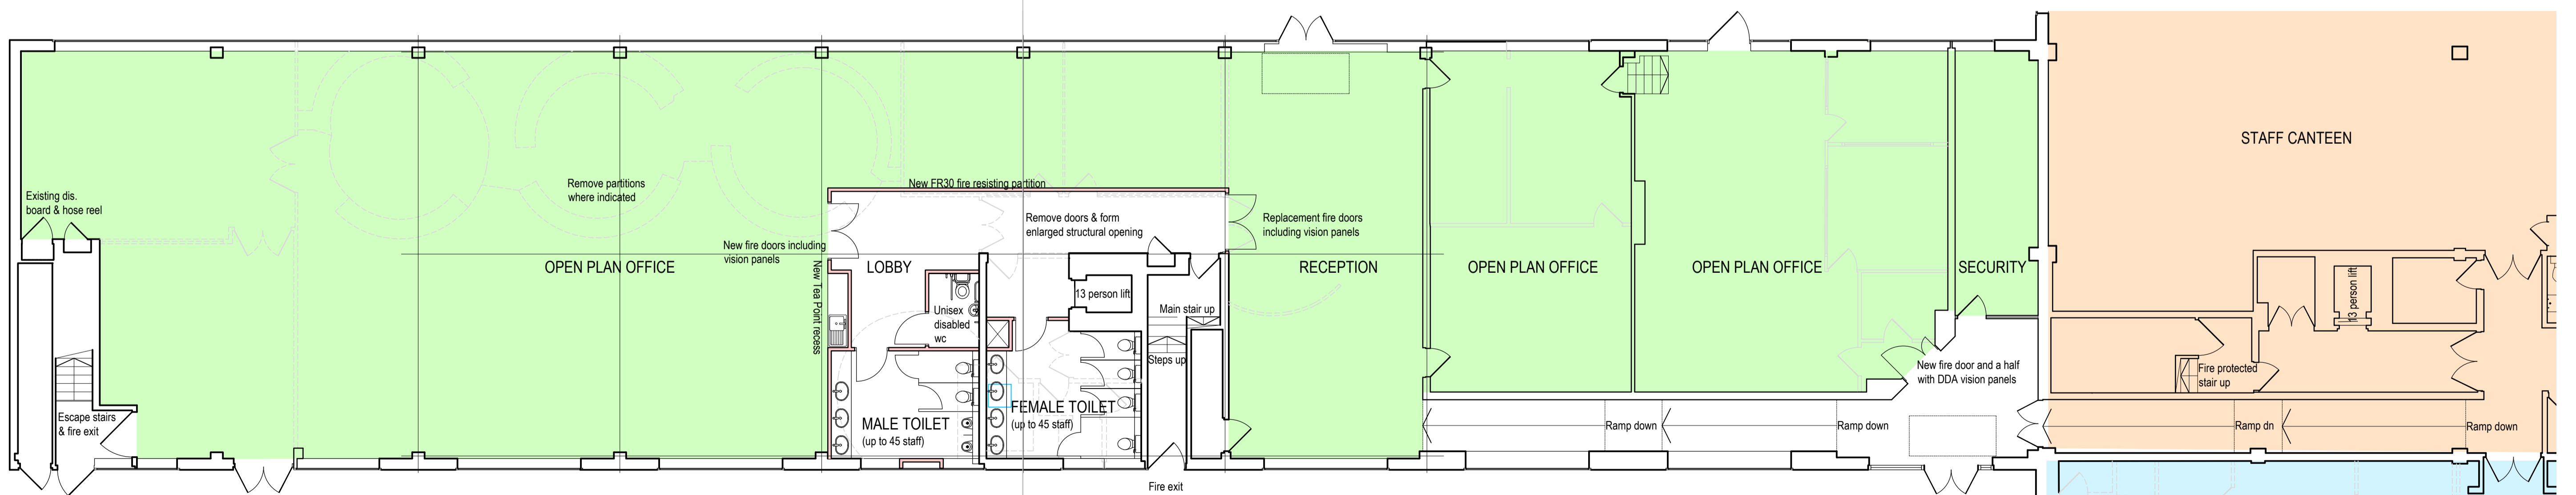 STAFF CANTEEN
Existing dis.
board & hose reel
Remove partitions
where indicated
New FR30 fire resisting partition
Remove doors & form
enlarged structural opening
Replacement fire doors
including vision panels
New fire doors including
vision panels
OPEN PLAN OFFICE
LOBBY
RECEPTION
OPEN PLAN OFFICE
OPEN PLAN OFFICE
SECURITY
New Tea Point recess
13 person lift
13 person lift
Unisex
disabled
wc
Main stair up
Steps up
New fire door and a half
with DDA vision panels
Fire protected
stair up
Escape stairs
& fire exit
MALE TOILET
(up to 45 staff)
FEMALE TOILET
(up to 45 staff)
Ramp down
Ramp down
Ramp dn
Ramp down
Fire exit